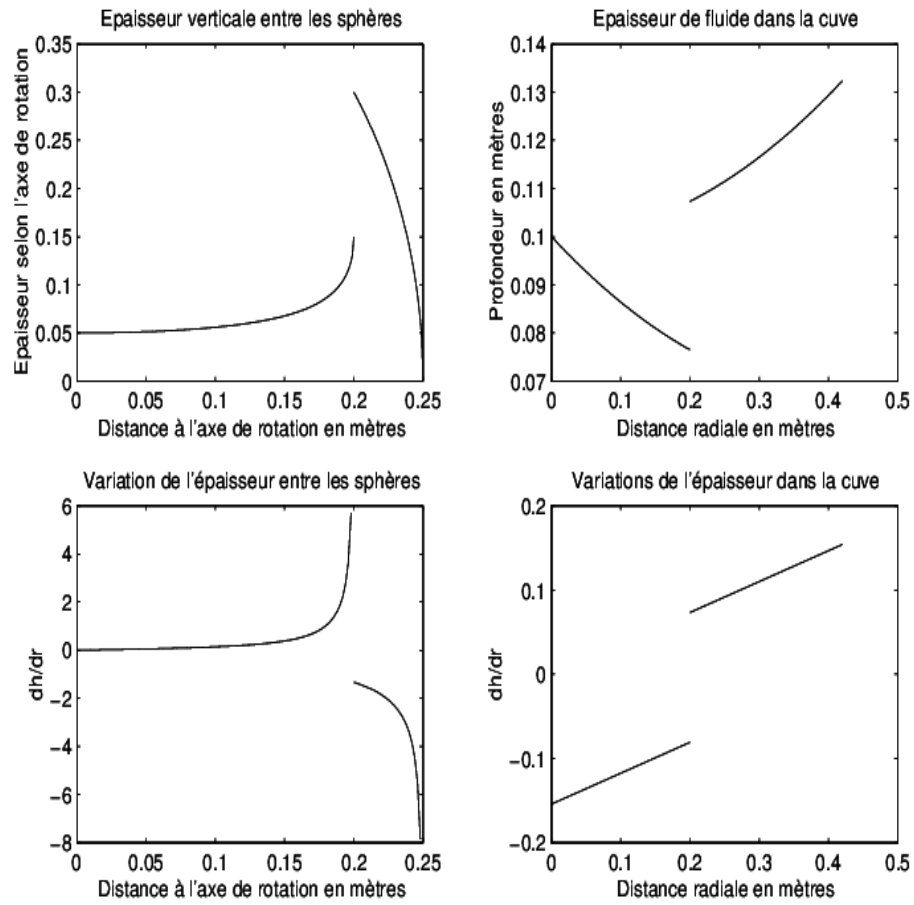 Epaisseur verticale entre les sphères
Epaisseur selon l'axe de rotation
0.35
0.3
0.25
0.2
0.15
0.1
0.05
0
0 0.05 0.1 0.15 0.2 0.25
Distance à l'axe de rotation en mètres
Epaisseur de fluide dans la cuve
Profondeur en mètres
0.14
0.13
0.12
0.11
0.1
0.09
0.08
0.07
0 0.1 0.2 0.3 0.4 0.5
Distance radiale en mètres
Variation de l'épaisseur entre les sphères
dh/dr
6
4
2
0
−2
−4
−6
−8
0 0.05 0.1 0.15 0.2 0.25
Distance à l'axe de rotation en mètres
Variations de l'épaisseur dans la cuve
dh/dr
0.2
0.1
0
−0.1
−0.2
0 0.1 0.2 0.3 0.4 0.5
Distance radiale en mètres